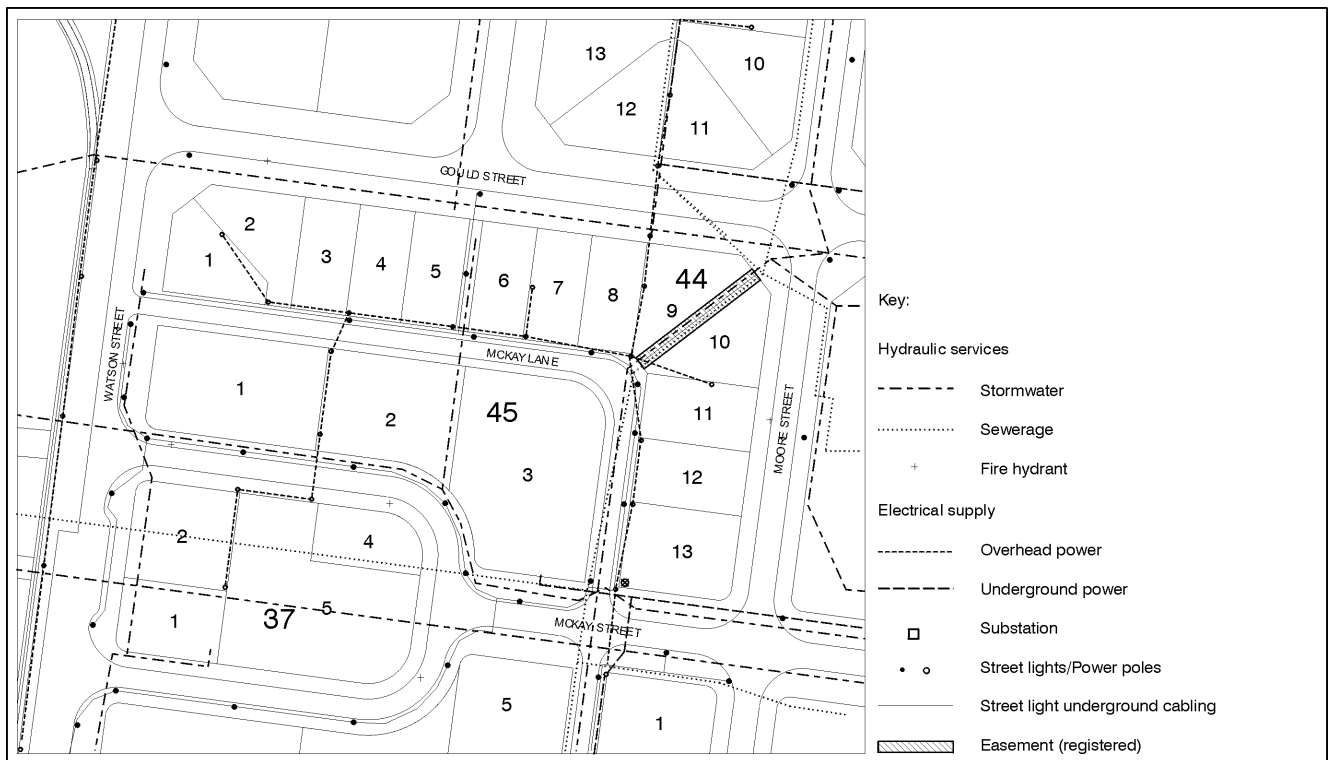 13
10
12
11
GOULD STREET
2
1
3
4
5
6
7
8
44
9
10
WATSON STREET
MCKAY LANE
1
2
45
3
11
MOORE STREET
12
13
2
4
1
37
5
MCKAY STREET
5
1
Key:
Hydraulic services
Stormwater
Sewerage
Fire hydrant
Electrical supply
Overhead power
Underground power
Substation
Street lights/Power poles
Street light underground cabling
Easement (registered)